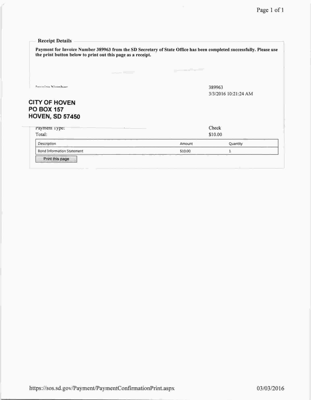 Page 1 of 1
Receipt Details
Payment for Invoice Number 389963 from the SD Secretary of State Office has been completed successfully. Please use
the print button below to print out this page as a receipt.
389963
3/3/2016 10:21:24 AM
CITY OF HOVEN
PO BOX 157
HOVEN, SD 57450
Payment Type: Check
Total: $10.00
Description Amount Quantity
Bond Information Statement $10.00 1
Print this page
https://sos.sd.gov/Payment/PaymentConfirmationPrint.aspx 03/03/2016